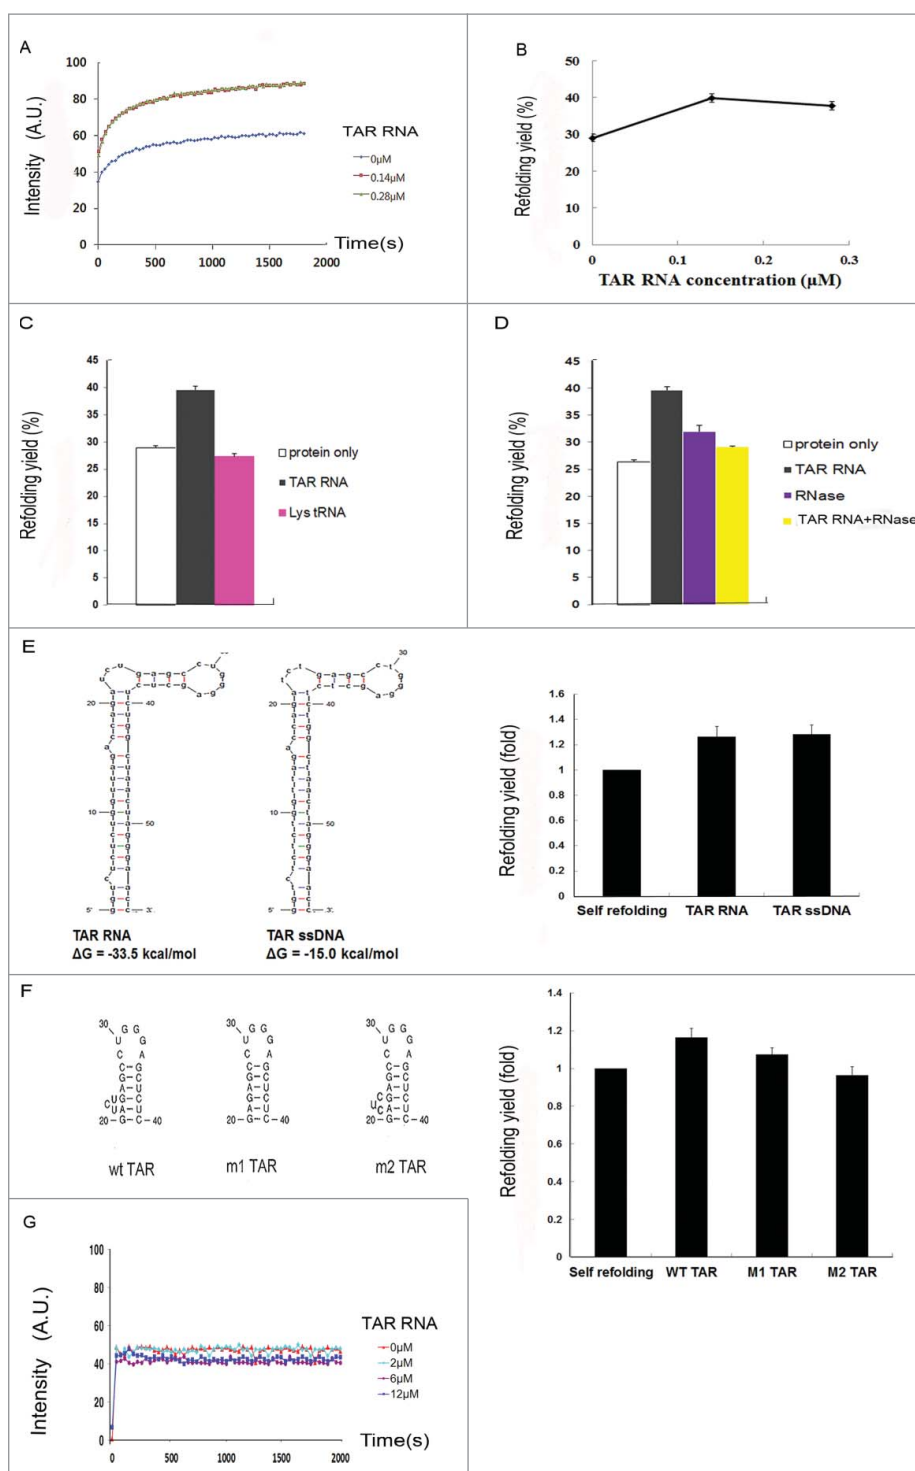 A
100
80
60
40
20
0
Intensity (A.U.)
0 500 1000 1500 2000
Time(s)
TAR RNA
0µM
0.14µM
0.28µM
B
50
40
30
20
10
0
Refolding yield (%)
0 0.1 0.2 0.3
TAR RNA concentration (µM)
C
45
40
35
30
25
20
15
10
5
0
Refolding yield (%)
protein only
TAR RNA
Lys tRNA
D
45
40
35
30
25
20
15
10
5
0
Refolding yield (%)
protein only
TAR RNA
RNase
TAR RNA+RNase
E
20
40
10
50
5'
3'
TAR RNA
ΔG = -33.5 kcal/mol
30
20
40
10
50
5'
3'
TAR ssDNA
ΔG = -15.0 kcal/mol
1.6
1.4
1.2
1
0.8
0.6
0.4
0.2
0
Refolding yield (fold)
Self refolding TAR RNA TAR ssDNA
F
30
20
40
wt TAR
30
20
40
m1 TAR
30
20
40
m2 TAR
1.4
1.2
1
0.8
0.6
0.4
0.2
0
Refolding yield (fold)
Self refolding WT TAR M1 TAR M2 TAR
G
100
80
60
40
20
0
Intensity (A.U.)
0 500 1000 1500 2000
Time(s)
TAR RNA
0µM
2µM
6µM
12µM